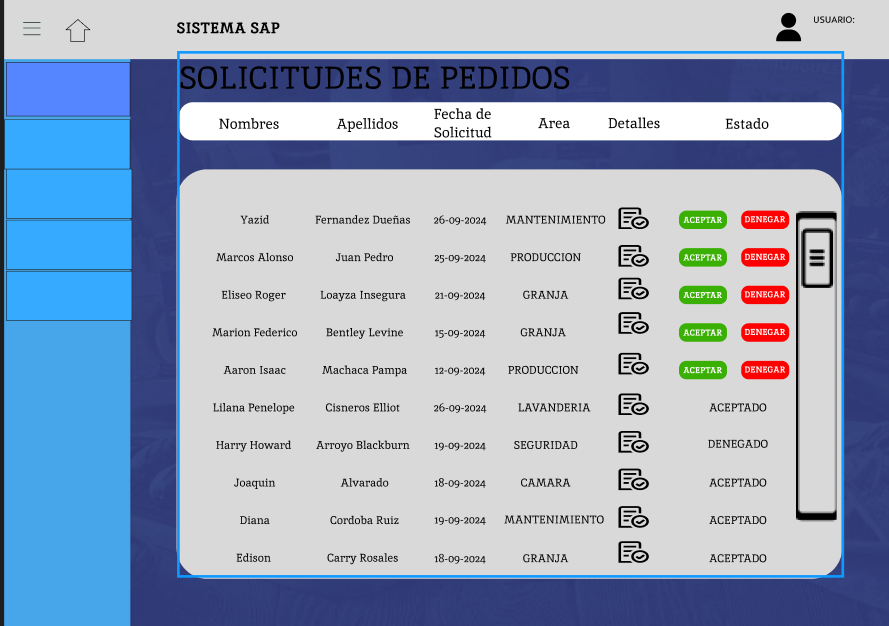 SISTEMA SAP
USUARIO:
SOLICITUDES DE PEDIDOS
Nombres Apellidos Fecha de Solicitud Area Detalles Estado
Yazid Fernandez Dueñas 26-09-2024 MANTENIMIENTO ACEPTAR DENEGAR
Marcos Alonso Juan Pedro 25-09-2024 PRODUCCION ACEPTAR DENEGAR
Eliseo Roger Loayza Insegura 21-09-2024 GRANJA ACEPTAR DENEGAR
Marion Federico Bentley Levine 15-09-2024 GRANJA ACEPTAR DENEGAR
Aaron Isaac Machaca Pampa 12-09-2024 PRODUCCION ACEPTAR DENEGAR
Lilana Penelope Cisneros Elliot 26-09-2024 LAVANDERIA ACEPTADO
Harry Howard Arroyo Blackburn 19-09-2024 SEGURIDAD DENEGADO
Joaquin Alvarado 18-09-2024 CAMARA ACEPTADO
Diana Cordoba Ruiz 19-09-2024 MANTENIMIENTO ACEPTADO
Edison Carry Rosales 18-09-2024 GRANJA ACEPTADO